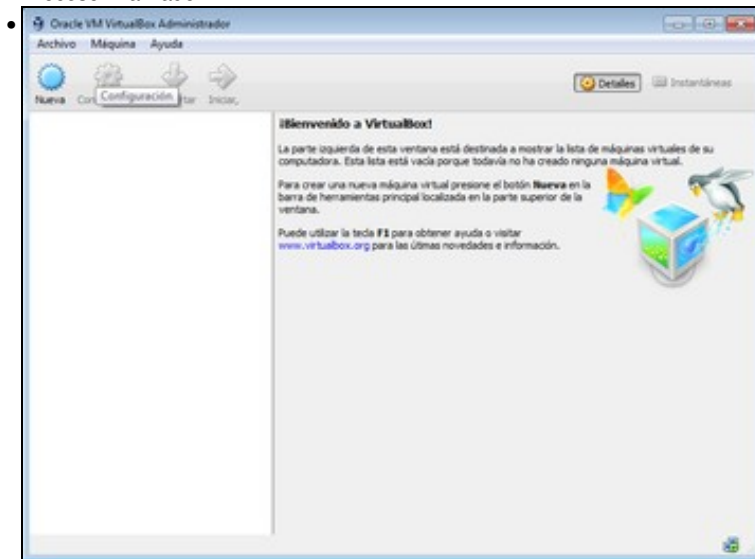 Oracle VM VirtualBox Administrador
Archivo Máquina Ayuda
Nueva Configuración Iniciar,
Detalles Instantáneas
¡Bienvenido a VirtualBox!
La parte izquierda de esta ventana está destinada a mostrar la lista de máquinas virtuales de su
computadora. Esta lista está vacía porque todavía no ha creado ninguna máquina virtual.
Para crear una nueva máquina virtual presione el botón Nueva en la
barra de herramientas principal localizada en la parte superior de la
ventana.
Puede utilizar la tecla F1 para obtener ayuda o visitar
www.virtualbox.org para las útimas novedades e información.